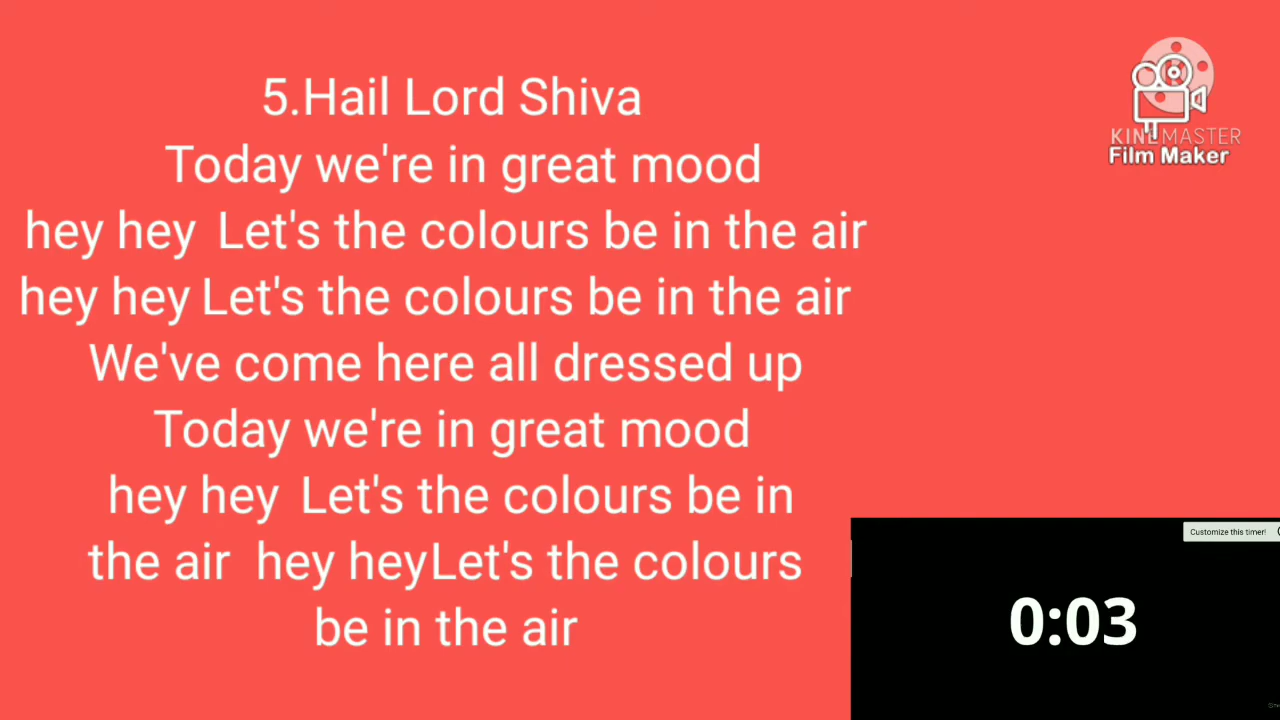 5.Hail Lord Shiva
Today we're in great mood
hey hey Let's the colours be in the air
hey hey Let's the colours be in the air
We've come here all dressed up
Today we're in great mood
hey hey Let's the colours be in
the air hey heyLet's the colours
be in the air
KINEMASTER
Film Maker
Customize this timer!
0:03